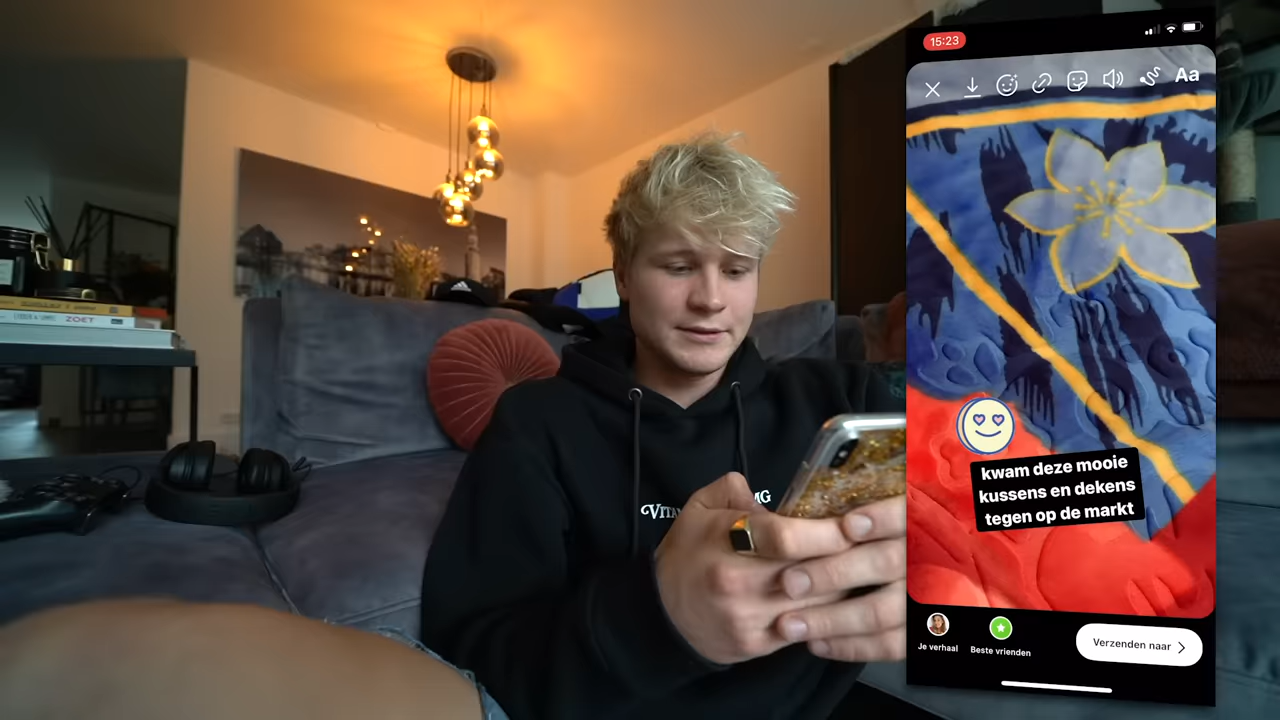 15:23
Aa
kwam deze mooie
kussens en dekens
tegen op de markt
Je verhaal
Beste vrienden
Verzenden naar
ZOET